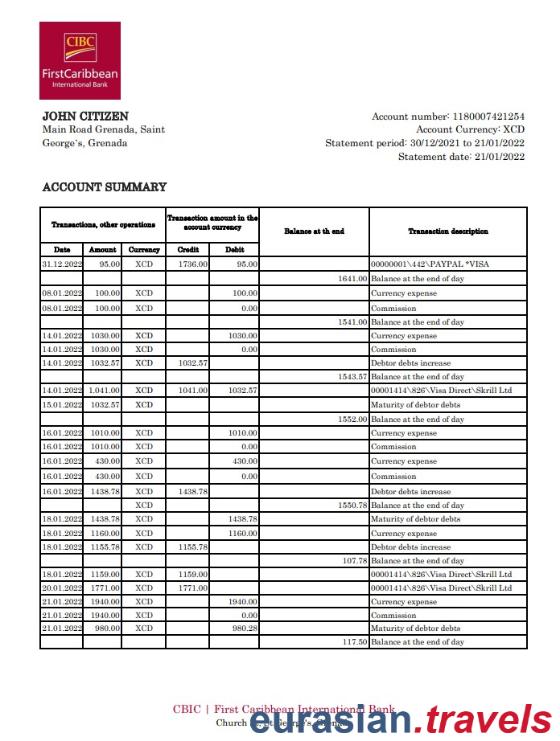 CIBC
FirstCaribbean
International Bank
JOHN CITIZEN
Main Road Grenada, Saint
George's, Grenada
Account number: 1180007421254
Account Currency: XCD
Statement period: 30/12/2021 to 21/01/2022
Statement date: 21/01/2022
ACCOUNT SUMMARY
Transactions, other operations Transaction amount in the account currency Balance at th end Transaction description
Date Amount Currency Credit Debit
31.12.2022 95.00 XCD 1736.00 95.00 00000001\442\PAYPAL *VISA
1641.00 Balance at the end of day
08.01.2022 100.00 XCD 100.00 Currency expense
08.01.2022 100.00 XCD 0.00 Commission
1541.00 Balance at the end of day
14.01.2022 1030.00 XCD 1030.00 Currency expense
14.01.2022 1030.00 XCD 0.00 Commission
14.01.2022 1032.57 XCD 1032.57 Debtor debts increase
1543.57 Balance at the end of day
14.01.2022 1.041.00 XCD 1041.00 1032.57 00001414\826\Visa Direct\Skrill Ltd
15.01.2022 1032.57 XCD Maturity of debtor debts
1552.00 Balance at the end of day
16.01.2022 1010.00 XCD 1010.00 Currency expense
16.01.2022 1010.00 XCD 0.00 Commission
16.01.2022 430.00 XCD 430.00 Currency expense
16.01.2022 430.00 XCD 0.00 Commission
16.01.2022 1438.78 XCD 1438.78 Debtor debts increase
XCD 1550.78 Balance at the end of day
18.01.2022 1438.78 XCD 1438.78 Maturity of debtor debts
18.01.2022 1160.00 XCD 1160.00 Currency expense
18.01.2022 1155.78 XCD 1155.78 Debtor debts increase
107.78 Balance at the end of day
18.01.2022 1159.00 XCD 1159.00 00001414\826\Visa Direct\Skrill Ltd
20.01.2022 1771.00 XCD 1771.00 00001414\826\Visa Direct\Skrill Ltd
21.01.2022 1940.00 XCD 1940.00 Currency expense
21.01.2022 1940.00 XCD 0.00 Commission
21.01.2022 980.00 XCD 980.28 Maturity of debtor debts
117.50 Balance at the end of day
CBIC | First Caribbean International Bank
Church
eurasian.travels